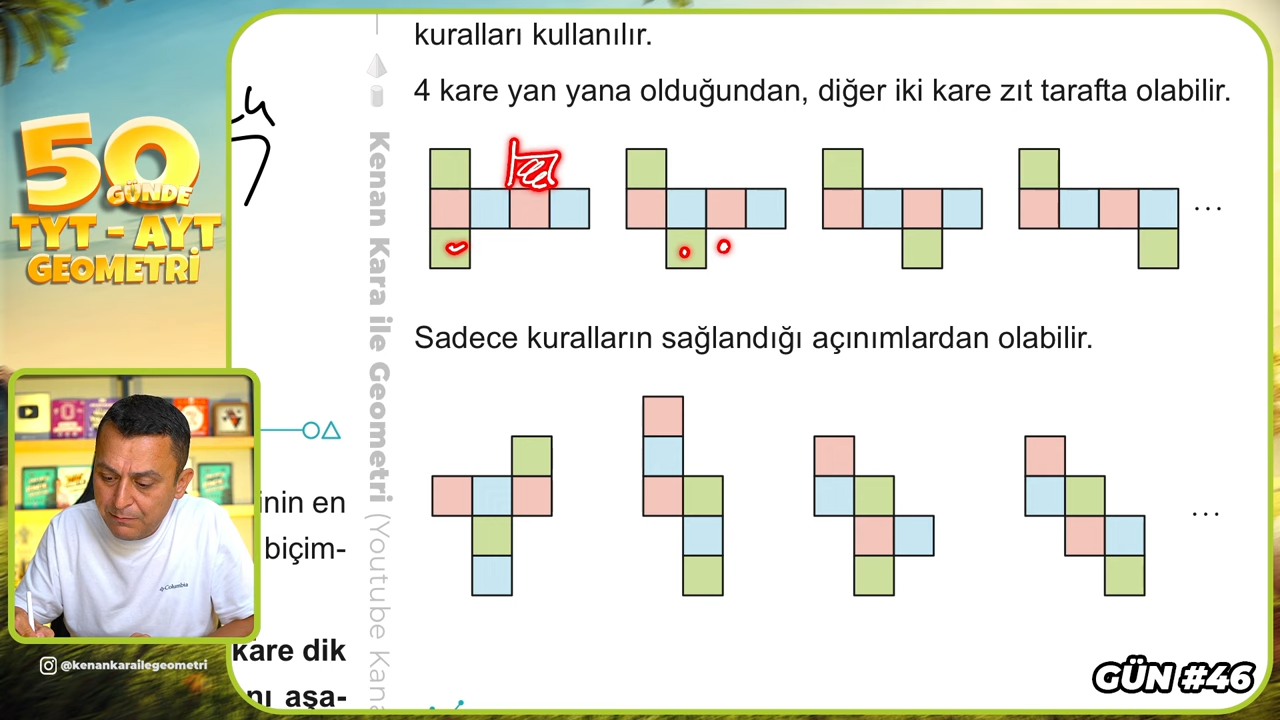 50
GÜNDE
TYT - AYT
GEOMETRİ
kuralları kullanılır.
4 kare yan yana olduğundan, diğer iki kare zıt tarafta olabilir.
...
Sadece kuralların sağlandığı açınımlardan olabilir.
...
Kenan Kara ile Geometri (Youtube Kana
inin en
biçim-
kare dik
nı aşa-
@kenankarailegeometri
Columbia
GÜN #46